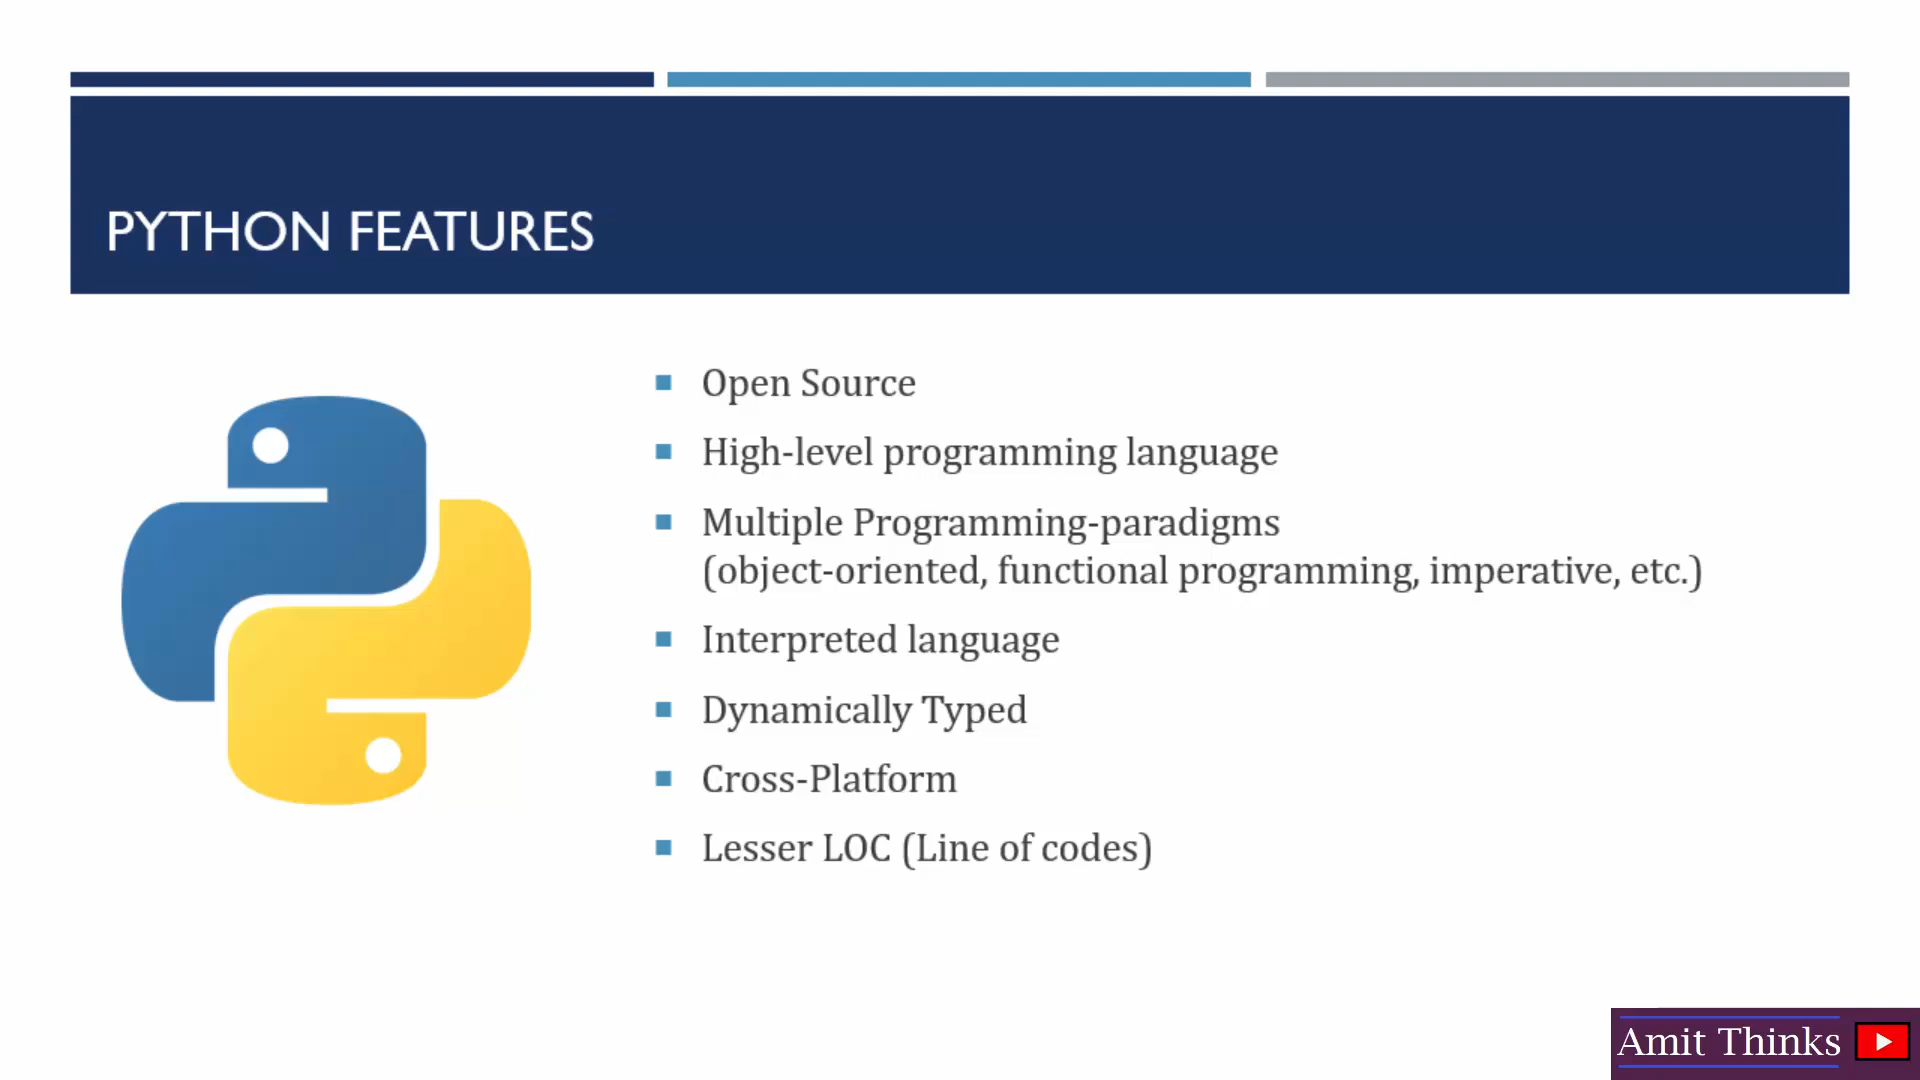 PYTHON FEATURES
Open Source
High-level programming language
Multiple Programming-paradigms
(object-oriented, functional programming, imperative, etc.)
Interpreted language
Dynamically Typed
Cross-Platform
Lesser LOC (Line of codes)
Amit Thinks